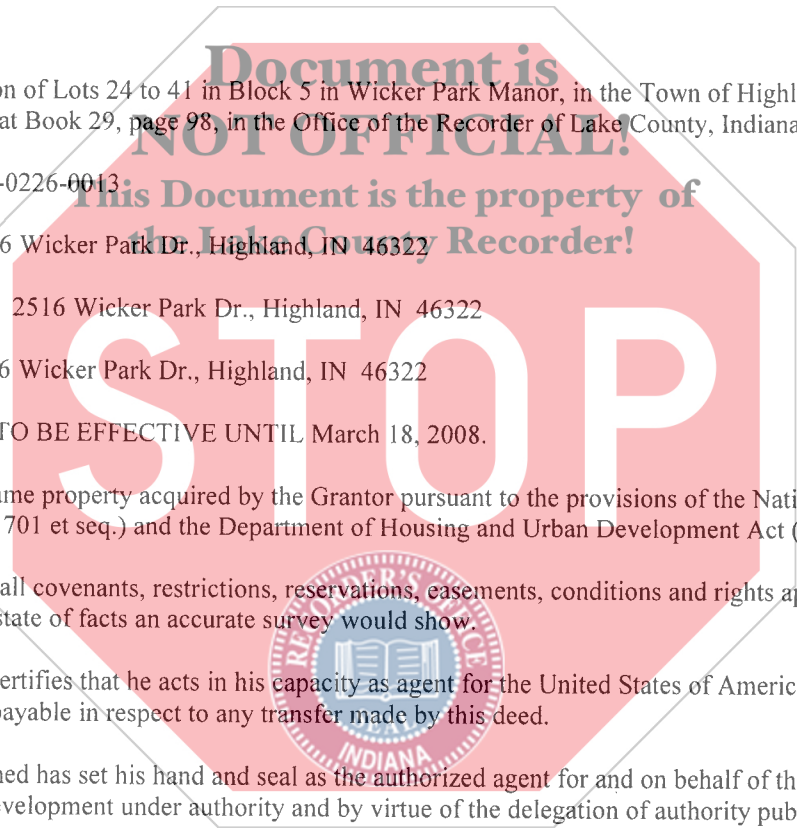 Document is
on of Lots 24 to 41 in Block 5 in Wicker Park Manor, in the Town of Highl
at Book 29, page 98, in the Office of the Recorder of Lake County, Indiana
NOT OFFICIAL!
-0226-0013
This Document is the property of
the Lake County Recorder!
6 Wicker Park Dr., Highland, IN 46322
2516 Wicker Park Dr., Highland, IN 46322
STOP
6 Wicker Park Dr., Highland, IN 46322
TO BE EFFECTIVE UNTIL March 18, 2008.
ame property acquired by the Grantor pursuant to the provisions of the Nati
701 et seq.) and the Department of Housing and Urban Development Act (
all covenants, restrictions, reservations, easements, conditions and rights ap
state of facts an accurate survey would show.
RECORDER'S OFFICE
ertifies that he acts in his capacity as agent for the United States of Americ
payable in respect to any transfer made by this deed.
SEAL
INDIANA
ned has set his hand and seal as the authorized agent for and on behalf of th
evelopment under authority and by virtue of the delegation of authority pub